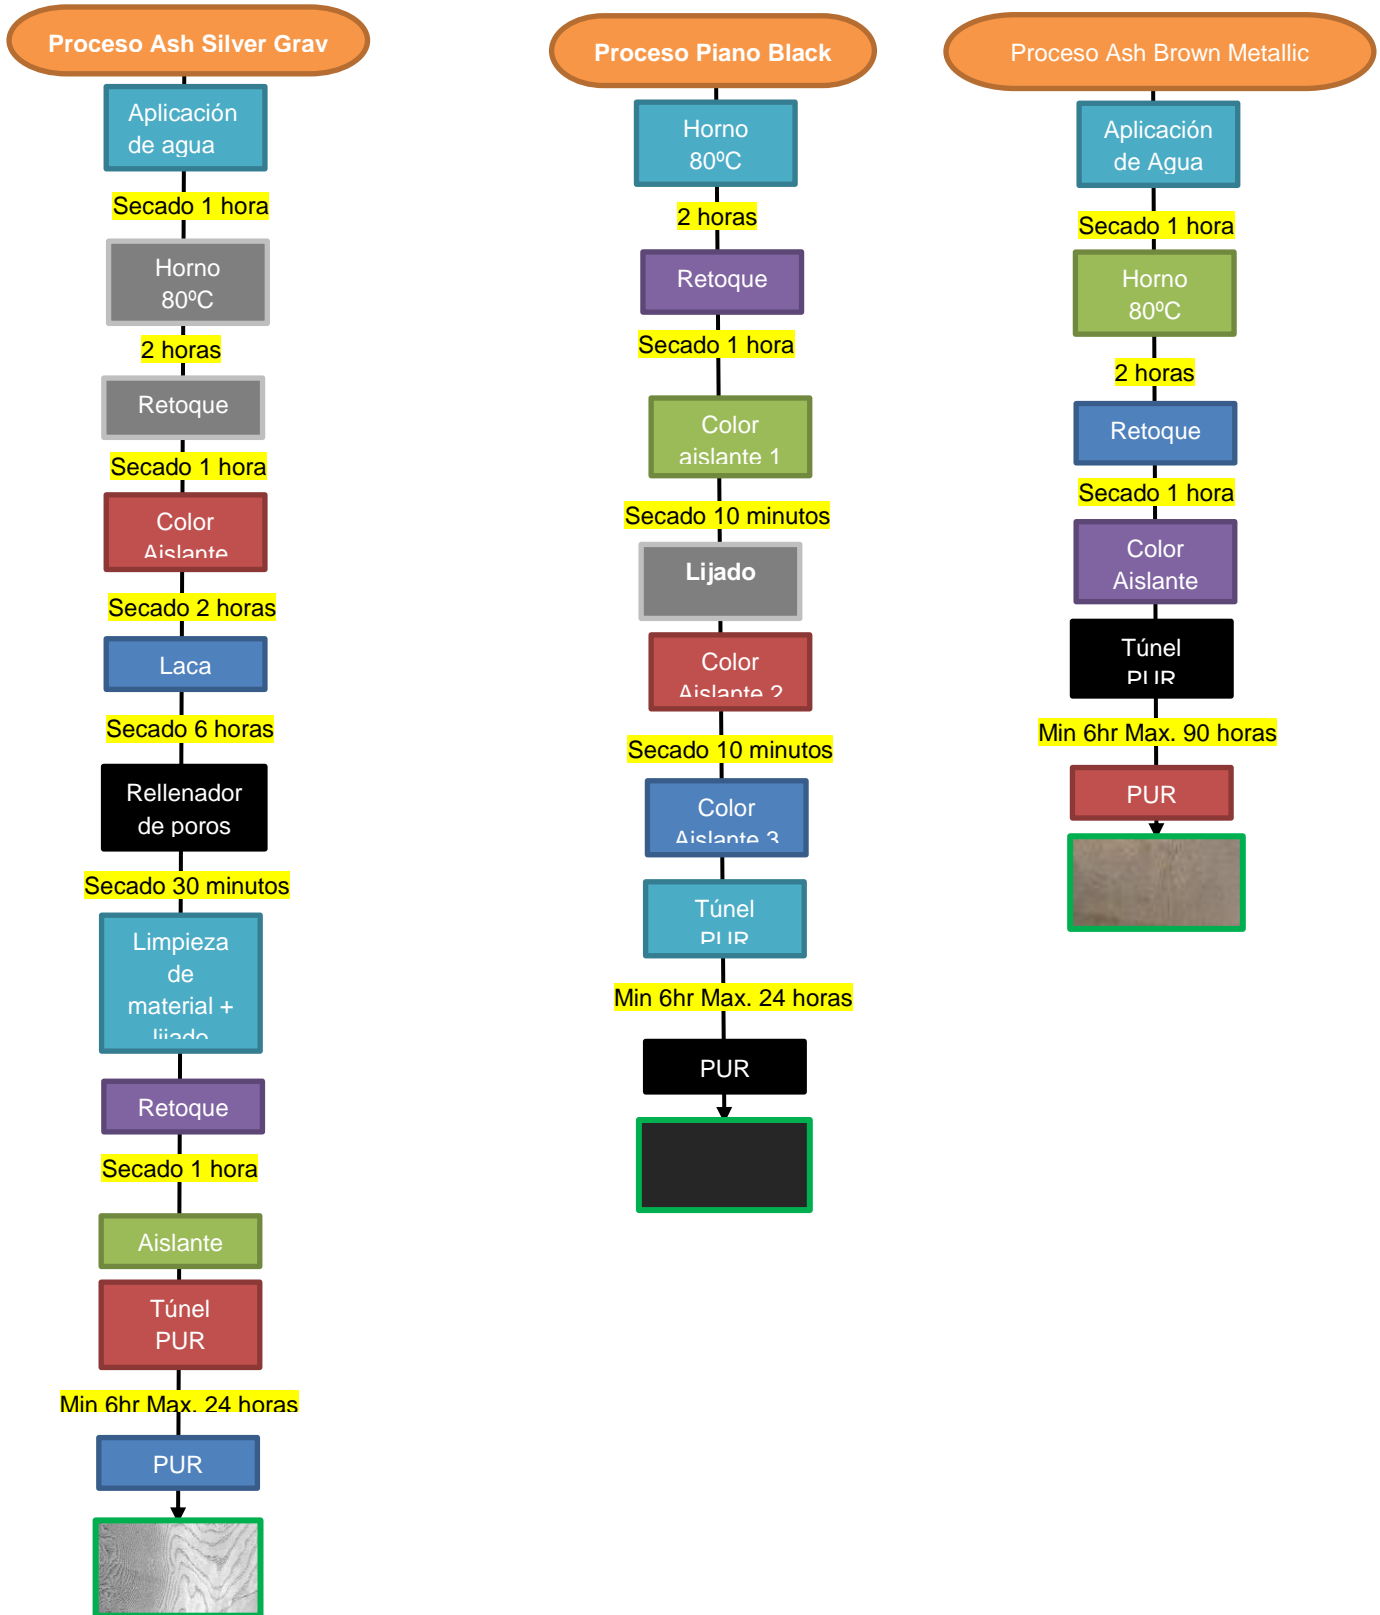 Proceso Ash Silver Grav
Aplicación
de agua
Secado 1 hora
Horno
80ºC
2 horas
Retoque
Secado 1 hora
Color
Aislante
Secado 2 horas
Laca
Secado 6 horas
Rellenador
de poros
Secado 30 minutos
Limpieza
de
material +
lijado
Retoque
Secado 1 hora
Aislante
Túnel
PUR
Min 6hr Max. 24 horas
PUR
Proceso Piano Black
Horno
80ºC
2 horas
Retoque
Secado 1 hora
Color
aislante 1
Secado 10 minutos
Lijado
Color
Aislante 2
Secado 10 minutos
Color
Aislante 3
Túnel
PUR
Min 6hr Max. 24 horas
PUR
Proceso Ash Brown Metallic
Aplicación
de Agua
Secado 1 hora
Horno
80ºC
2 horas
Retoque
Secado 1 hora
Color
Aislante
Túnel
PUR
Min 6hr Max. 90 horas
PUR